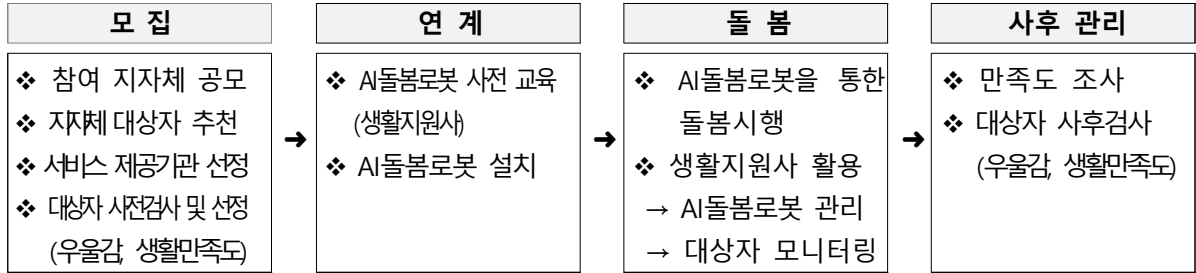 모 집
❖ 참여 지자체 공모
❖ 지자체 대상자 추천
❖ 서비스 제공기관 선정
❖ 대상자 사전검사 및 선정
(우울감, 생활만족도)
➜
연 계
❖ AI돌봄로봇 사전 교육
(생활지원사)
❖ AI돌봄로봇 설치
➜
돌 봄
❖ AI돌봄로봇을 통한
돌봄시행
❖ 생활지원사 활용
→ AI돌봄로봇 관리
→ 대상자 모니터링
➜
사후 관리
❖ 만족도 조사
❖ 대상자 사후검사
(우울감, 생활만족도)